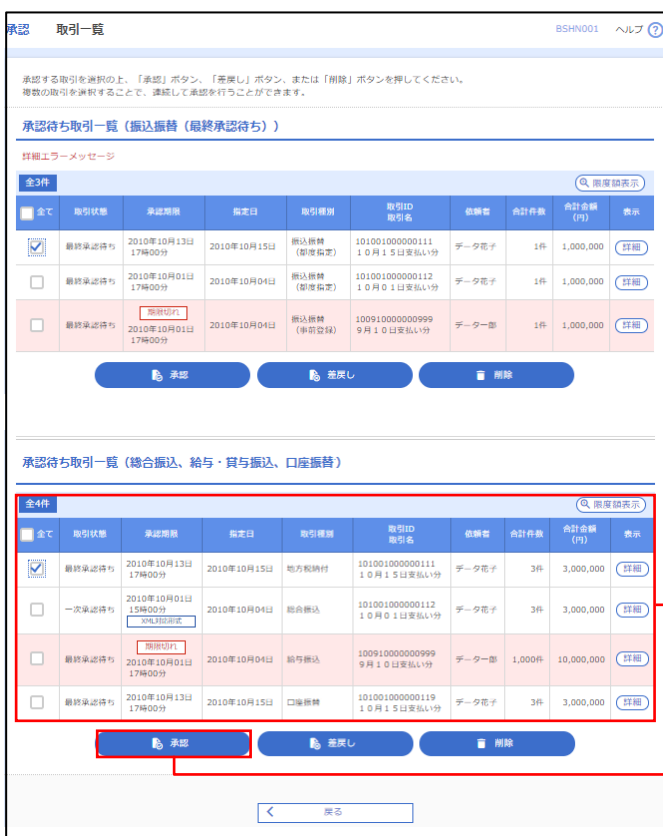 承認 取引一覧 BSHN001 ヘルプ ?
承認する取引を選択の上、「承認」ボタン、「差戻し」ボタン、または「削除」ボタンを押してください。
複数の取引を選択することで、連続して承認を行うことができます。
承認待ち取引一覧（振込振替（最終承認待ち））
詳細エラーメッセージ
全3件 限度額表示
全て 取引状態 承認期限 指定日 取引種別 取引ID 取引名 依頼者 合計件数 合計金額(円) 表示
最終承認待ち 2010年10月13日 17時00分 2010年10月15日 振込振替（都度指定） 101001000000111 １０月１５日支払い分 データ花子 1件 1,000,000 詳細
最終承認待ち 2010年10月01日 17時00分 2010年10月04日 振込振替（都度指定） 101001000000112 １０月０１日支払い分 データ花子 1件 1,000,000 詳細
最終承認待ち 期限切れ 2010年10月01日 17時00分 2010年10月04日 振込振替（事前登録） 100910000000999 ９月１０日支払い分 データ一郎 1件 1,000,000 詳細
承認 差戻し 削除
承認待ち取引一覧（総合振込、給与・賞与振込、口座振替）
全4件 限度額表示
全て 取引状態 承認期限 指定日 取引種別 取引ID 取引名 依頼者 合計件数 合計金額(円) 表示
最終承認待ち 2010年10月13日 17時00分 2010年10月15日 地方税納付 101001000000111 １０月１５日支払い分 データ花子 3件 3,000,000 詳細
一次承認待ち 2010年10月01日 15時00分 XML対応形式 2010年10月04日 総合振込 101001000000112 １０月０１日支払い分 データ花子 3件 3,000,000 詳細
最終承認待ち 期限切れ 2010年10月01日 17時00分 2010年10月04日 給与振込 100910000000999 ９月１０日支払い分 データ一郎 1,000件 10,000,000 詳細
最終承認待ち 2010年10月13日 17時00分 2010年10月15日 口座振替 101001000000119 １０月１５日支払い分 データ花子 3件 3,000,000 詳細
承認 差戻し 削除
戻る